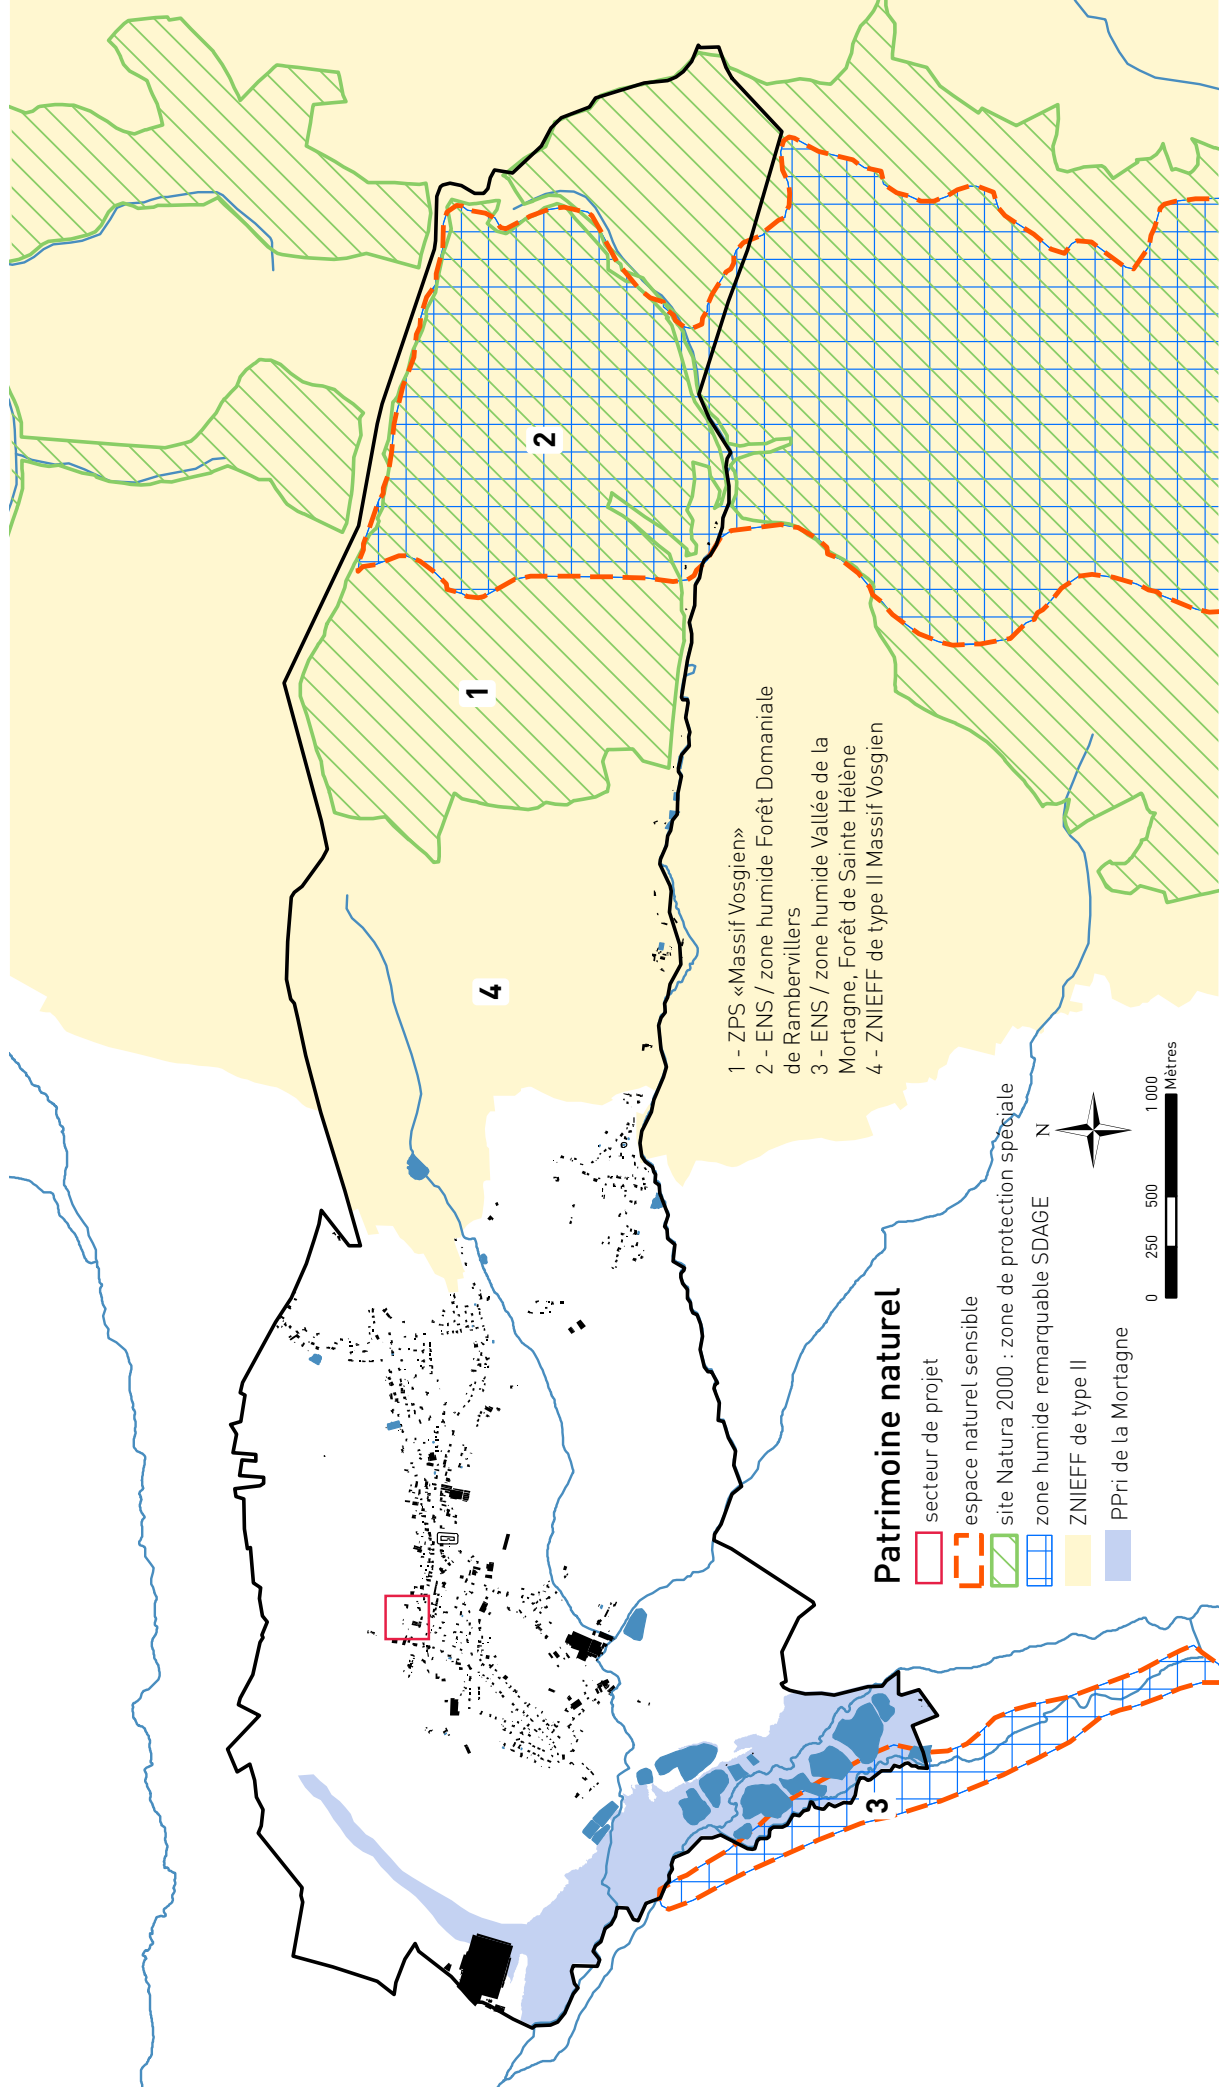 2
1
4
3
1 - ZPS «Massif Vosgien»
2 - ENS / zone humide Forêt Domaniale
de Rambervillers
3 - ENS / zone humide Vallée de la
Mortagne, Forêt de Sainte Hélène
4 - ZNIEFF de type II Massif Vosgien
Patrimoine naturel
secteur de projet
espace naturel sensible
site Natura 2000 : zone de protection spéciale
zone humide remarquable SDAGE
ZNIEFF de type II
PPri de la Mortagne
N
0 250 500 1 000
Mètres